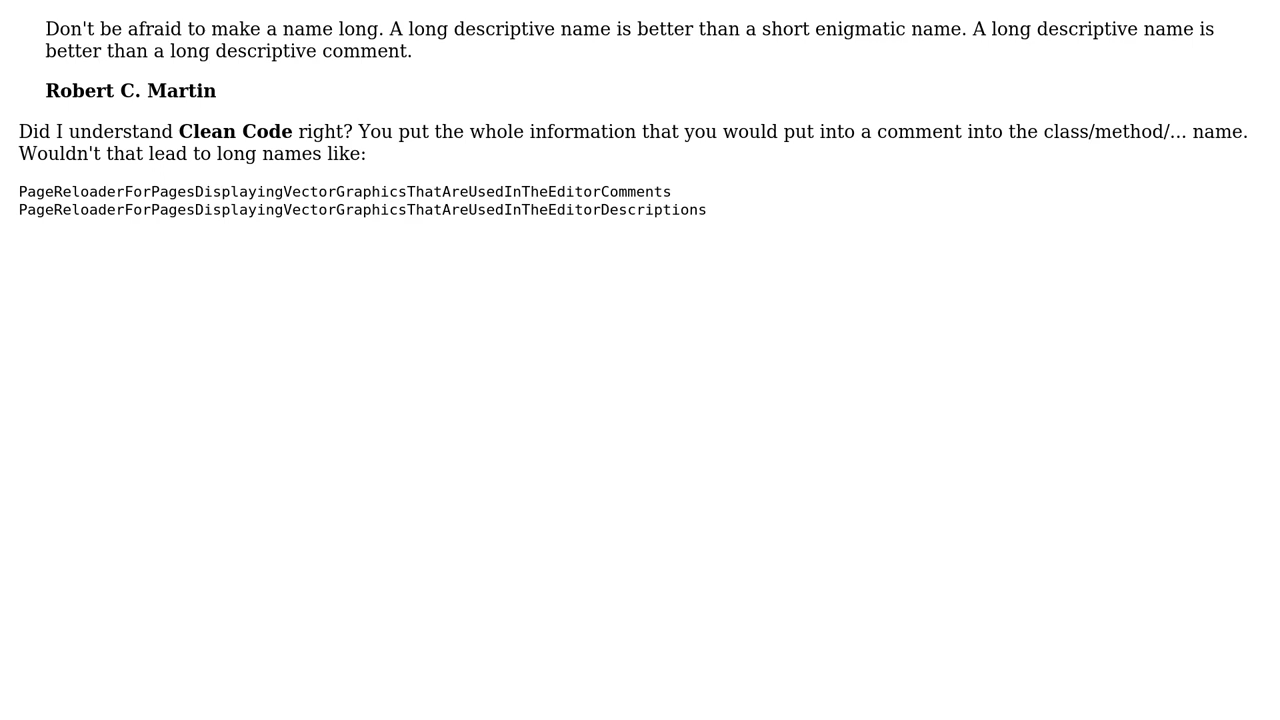 Don't be afraid to make a name long. A long descriptive name is better than a short enigmatic name. A long descriptive name is
better than a long descriptive comment.
Robert C. Martin
Did I understand Clean Code right? You put the whole information that you would put into a comment into the class/method/... name.
Wouldn't that lead to long names like:
PageReloaderForPagesDisplayingVectorGraphicsThatAreUsedInTheEditorComments
PageReloaderForPagesDisplayingVectorGraphicsThatAreUsedInTheEditorDescriptions